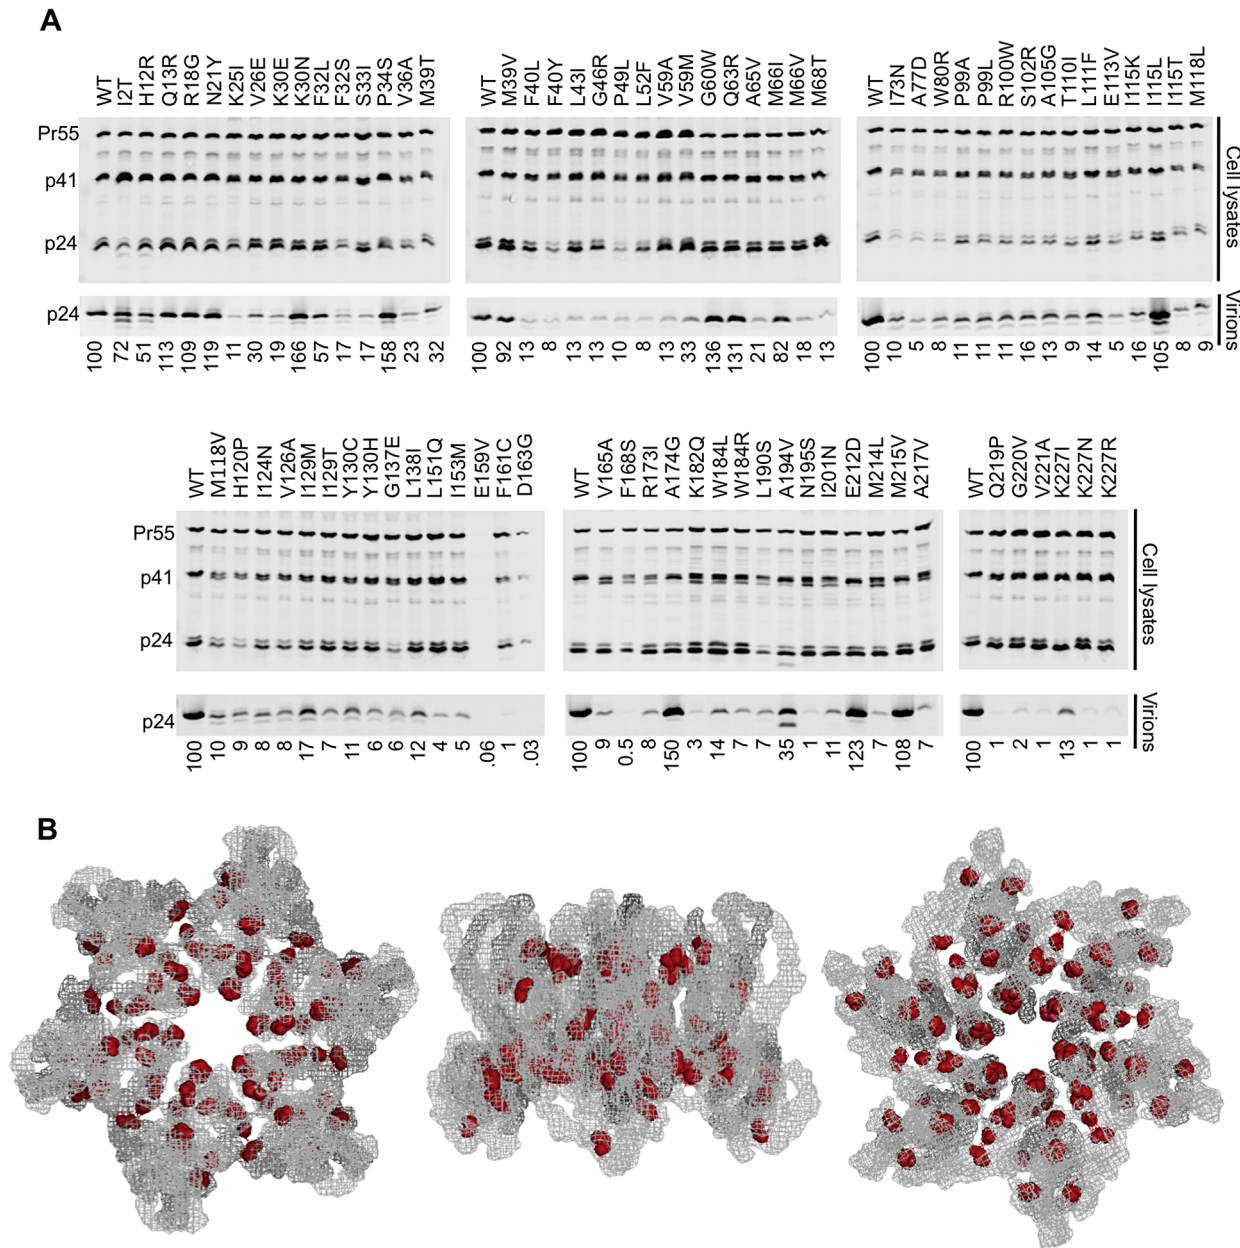 A
WT I2T H12R Q13R R18G N21Y K25I V26E K30E K30N F32L F32S S33I P34S V36A M39T
WT M39V F40L F40Y L43I G46R P49L L52F V59A V59M G60W Q63R A65V M66I M66V M68T
WT I73N A77D W80R P99A P99L R100W S102R A105G T110I L111F E113V I115K I115L I115T M118L
Pr55
p41
p24
Cell lysates
p24
Virions
100 72 51 113 109 119 11 30 19 166 57 17 17 158 23 32
100 92 13 8 13 13 10 8 13 33 136 131 21 82 18 13
100 10 5 8 11 11 11 16 13 9 14 5 16 105 8 9
WT M118V H120P I124N V126A I129M I129T Y130C Y130H G137E L138I L151Q I153M E159V F161C D163G
WT V165A F168S R173I A174G K182Q W184L W184R L190S A194V N195S I201N E212D M214L M215V A217V
WT Q219P G220V V221A K227I K227N K227R
Pr55
p41
p24
Cell lysates
p24
Virions
100 10 9 8 8 17 7 11 6 6 12 4 5 .06 1 .03
100 9 0.5 8 150 3 14 7 7 35 1 11 123 7 108 7
100 1 2 1 13 1 1
B